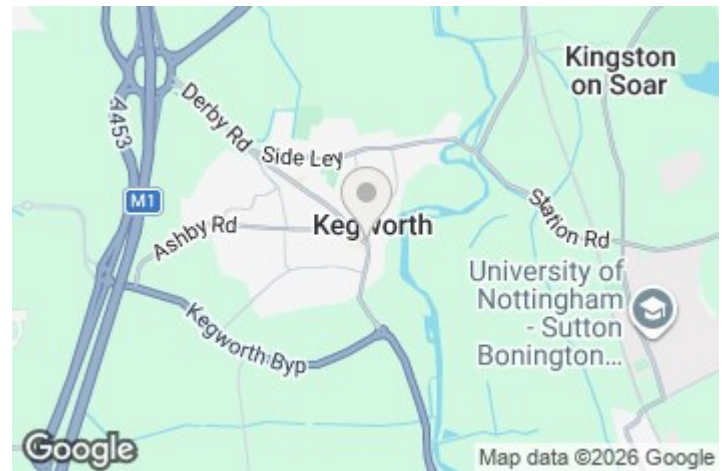 Kingston
on Soar
A453
Derby Rd
Side Ley
M1
Ashby Rd
Kegworth
Station Rd
University of
Nottingham
- Sutton
Bonington...
Kegworth Byp
Google
Map data ©2026 Google